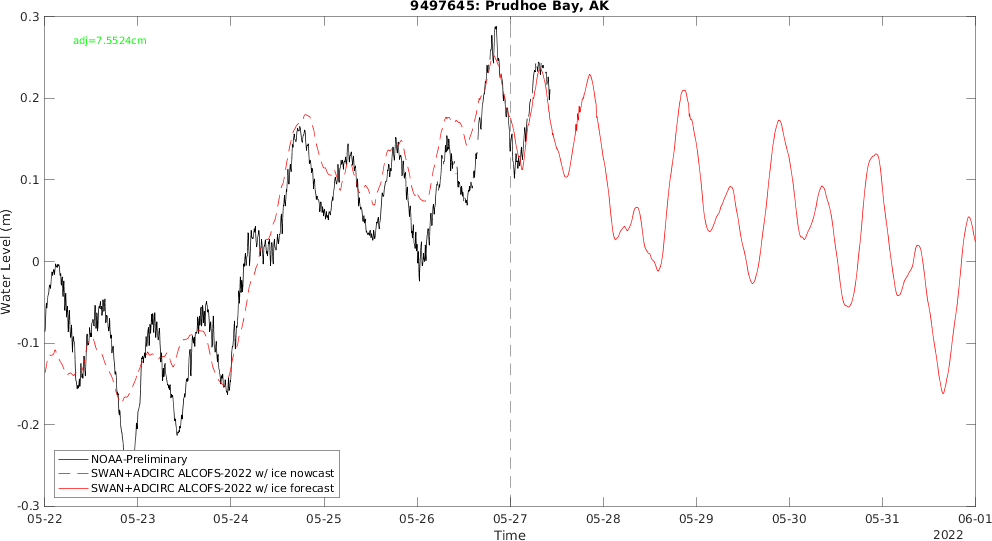 9497645: Prudhoe Bay, AK
adj=7.5524cm
0.3
0.2
0.1
0
-0.1
-0.2
-0.3
Water Level (m)
NOAA-Preliminary
SWAN+ADCIRC ALCOFS-2022 w/ ice nowcast
SWAN+ADCIRC ALCOFS-2022 w/ ice forecast
05-22 05-23 05-24 05-25 05-26 05-27 05-28 05-29 05-30 05-31 06-01
Time
2022